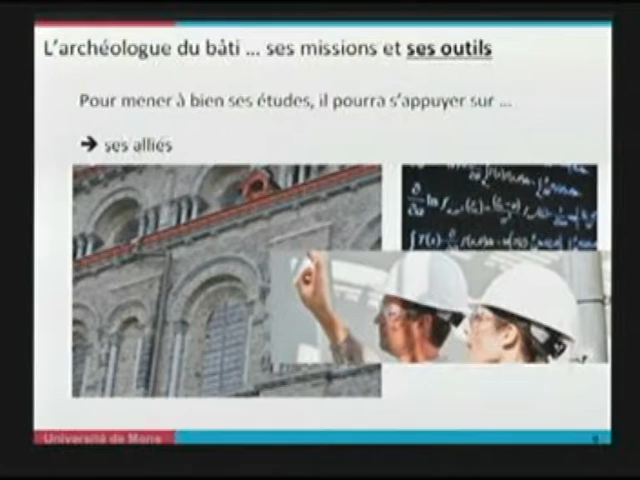 L'archéologue du bâti ... ses missions et ses outils
Pour mener à bien ses études, il pourra s'appuyer sur ...
➔ ses alliés
Université de Mons